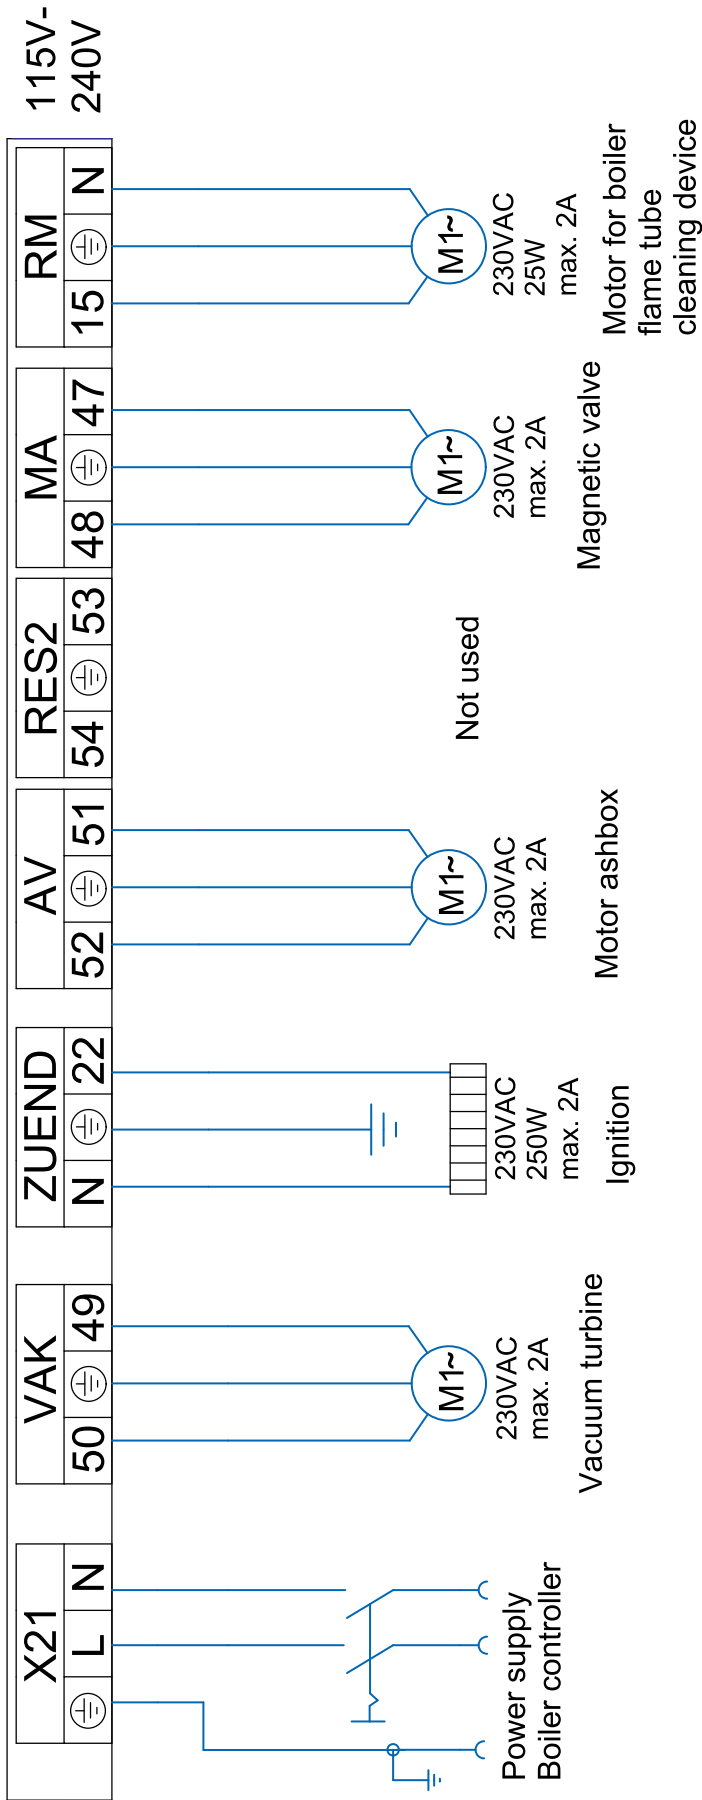 115V-
240V
X21
L N
Power supply
Boiler controller
VAK
50 49
M1~
230VAC
max. 2A
Vacuum turbine
ZUEND
N 22
230VAC
250W
max. 2A
Ignition
AV
52 51
M1~
230VAC
max. 2A
Motor ashbox
RES2
54 53
Not used
MA
48 47
M1~
230VAC
max. 2A
Magnetic valve
RM
15 N
M1~
230VAC
25W
max. 2A
Motor for boiler
flame tube
cleaning device